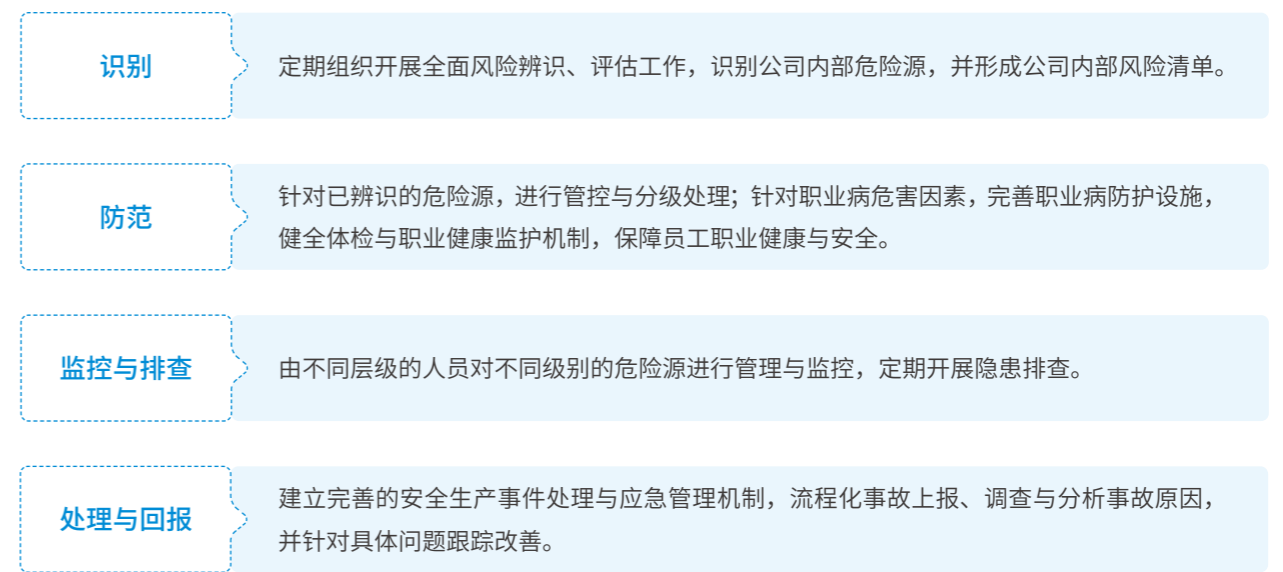 识别
定期组织开展全面风险辨识、评估工作，识别公司内部危险源，并形成公司内部风险清单。
防范
针对已辨识的危险源，进行管控与分级处理；针对职业病危害因素，完善职业病防护设施，
健全体检与职业健康监护机制，保障员工职业健康与安全。
监控与排查
由不同层级的人员对不同级别的危险源进行管理与监控，定期开展隐患排查。
处理与回报
建立完善的安全生产事件处理与应急管理机制，流程化事故上报、调查与分析事故原因，
并针对具体问题跟踪改善。